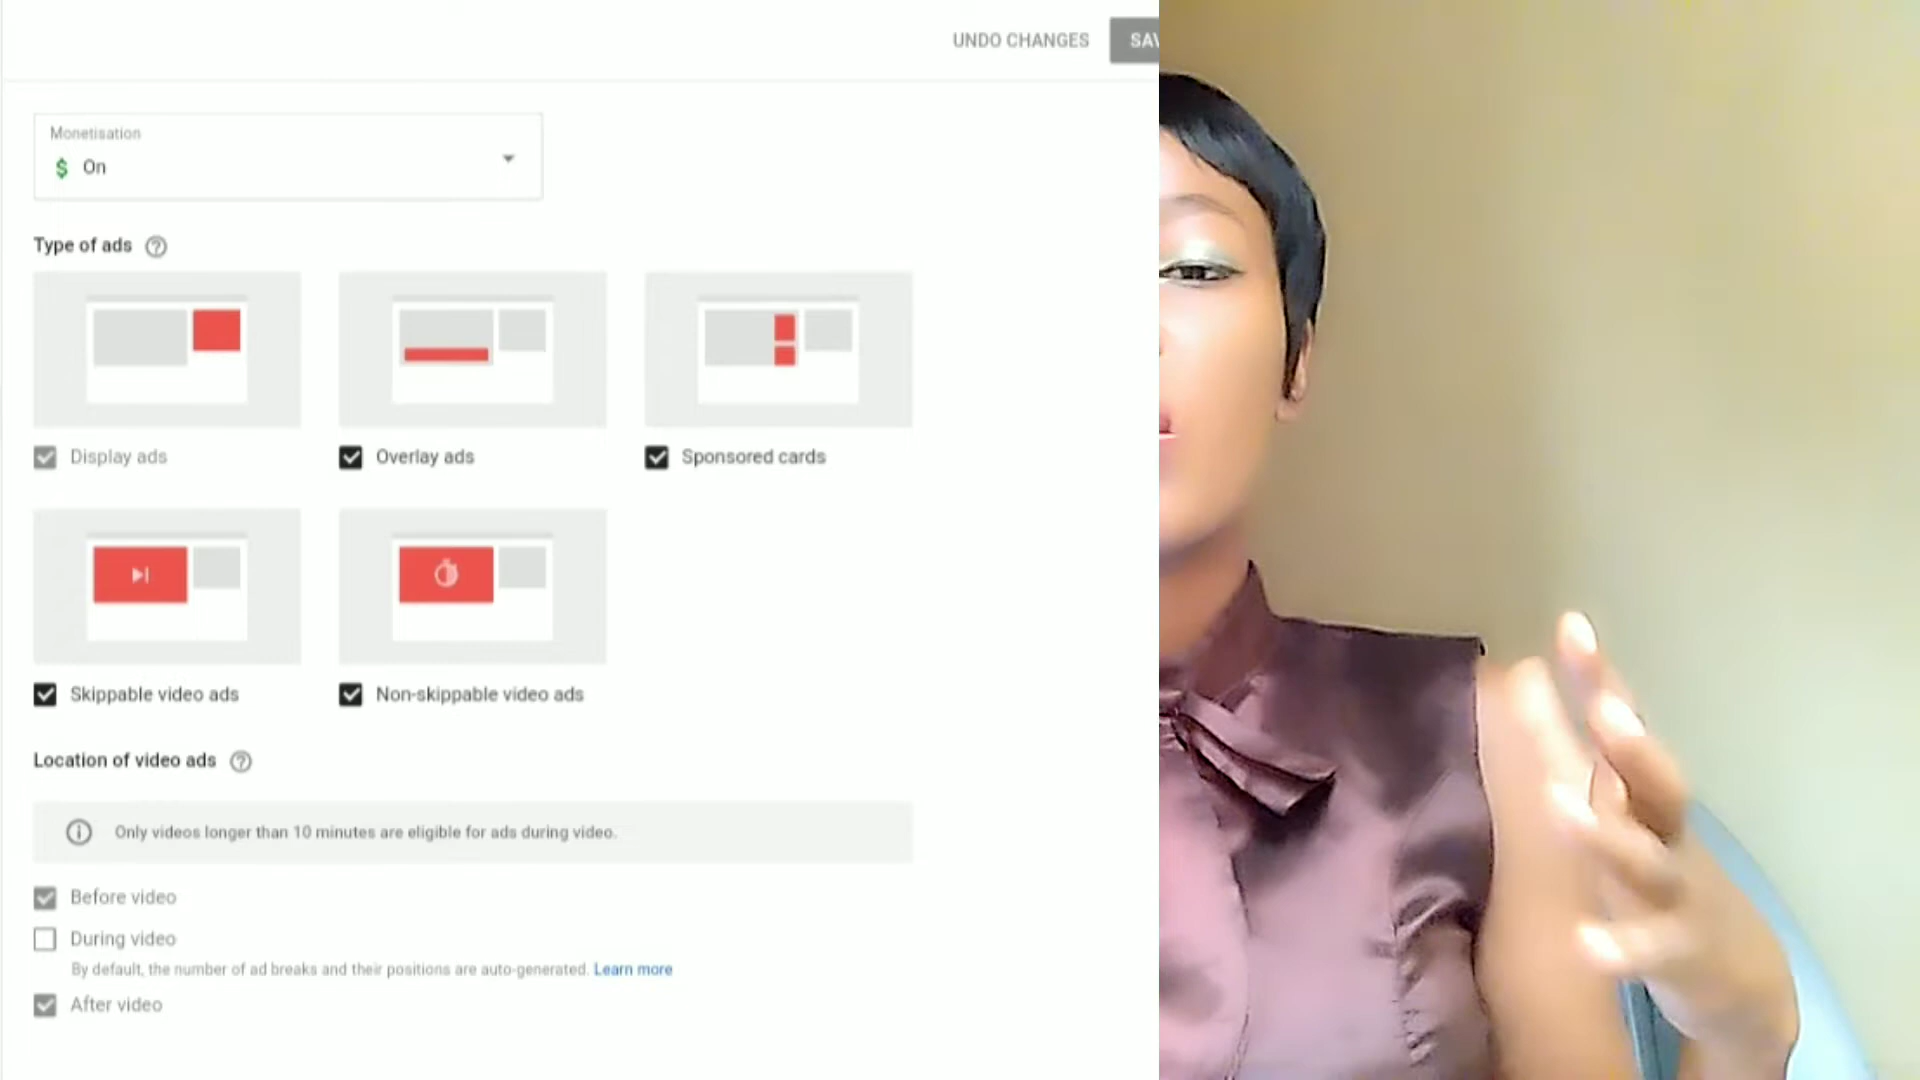 UNDO CHANGES
Monetisation
$ On
Type of ads
Display ads
Overlay ads
Sponsored cards
Skippable video ads
Non-skippable video ads
Location of video ads
Only videos longer than 10 minutes are eligible for ads during video.
Before video
During video
By default, the number of ad breaks and their positions are auto-generated. Learn more
After video